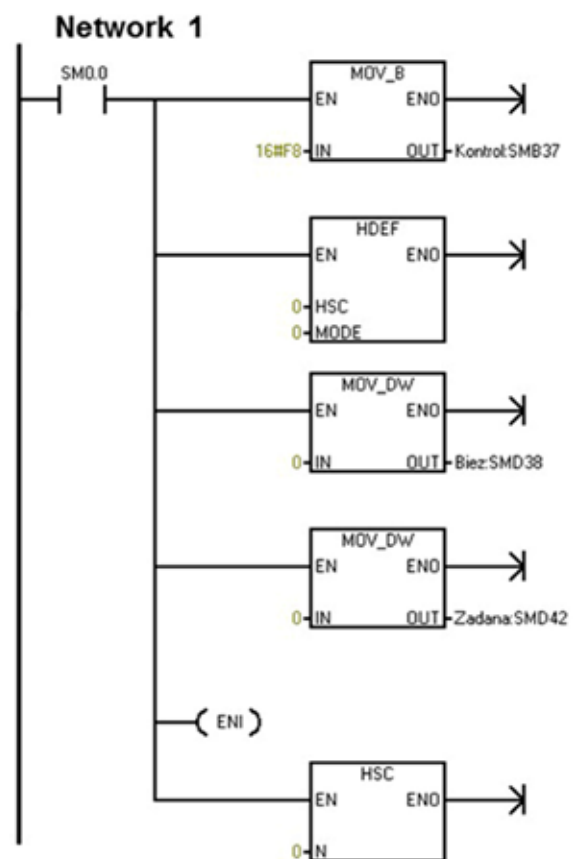 Network 1
SM0.0
MOV_B
EN ENO
16#F8 IN OUT Kontrol:SMB37
HDEF
EN ENO
0 HSC
0 MODE
MOV_DW
EN ENO
0 IN OUT Biez:SMD38
MOV_DW
EN ENO
0 IN OUT Zadana:SMD42
ENI
HSC
EN ENO
0 N